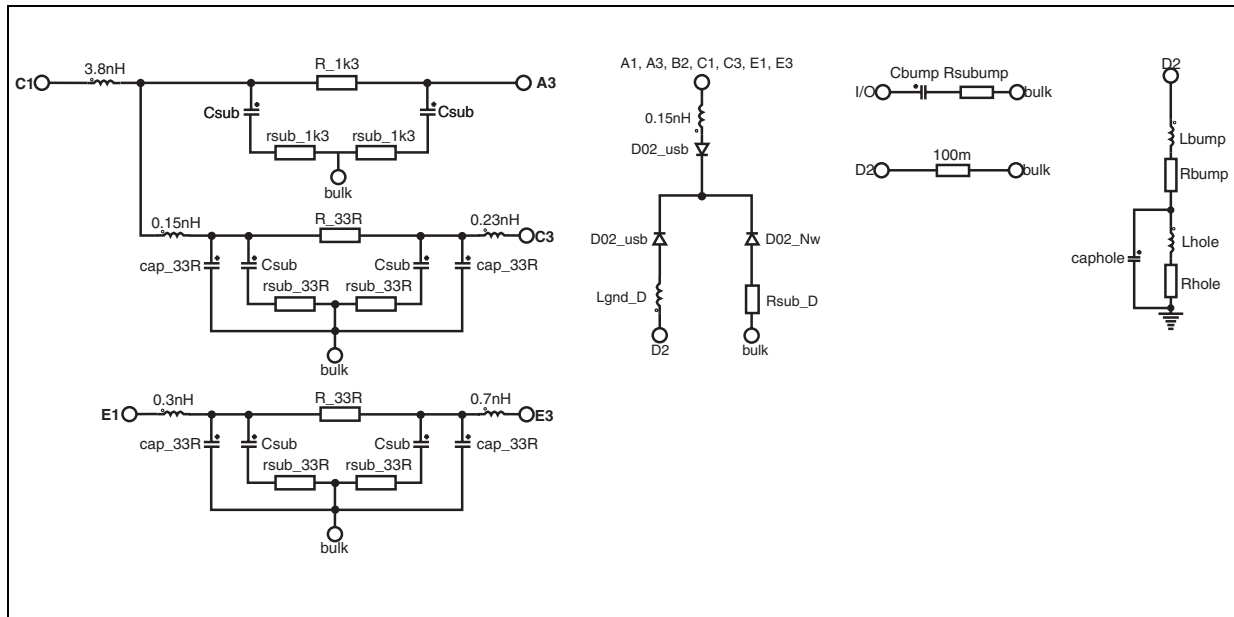 C1
3.8nH
R_1k3
A3
Csub
Csub
rsub_1k3
rsub_1k3
bulk
0.15nH
R_33R
0.23nH
C3
cap_33R
Csub
Csub
cap_33R
rsub_33R
rsub_33R
bulk
E1
0.3nH
R_33R
0.7nH
E3
cap_33R
Csub
Csub
cap_33R
rsub_33R
rsub_33R
bulk
A1, A3, B2, C1, C3, E1, E3
0.15nH
D02_usb
D02_usb
D02_Nw
Lgnd_D
Rsub_D
D2
bulk
Cbump Rsubump
I/O
bulk
100m
D2
bulk
D2
Lbump
Rbump
caphole
Lhole
Rhole